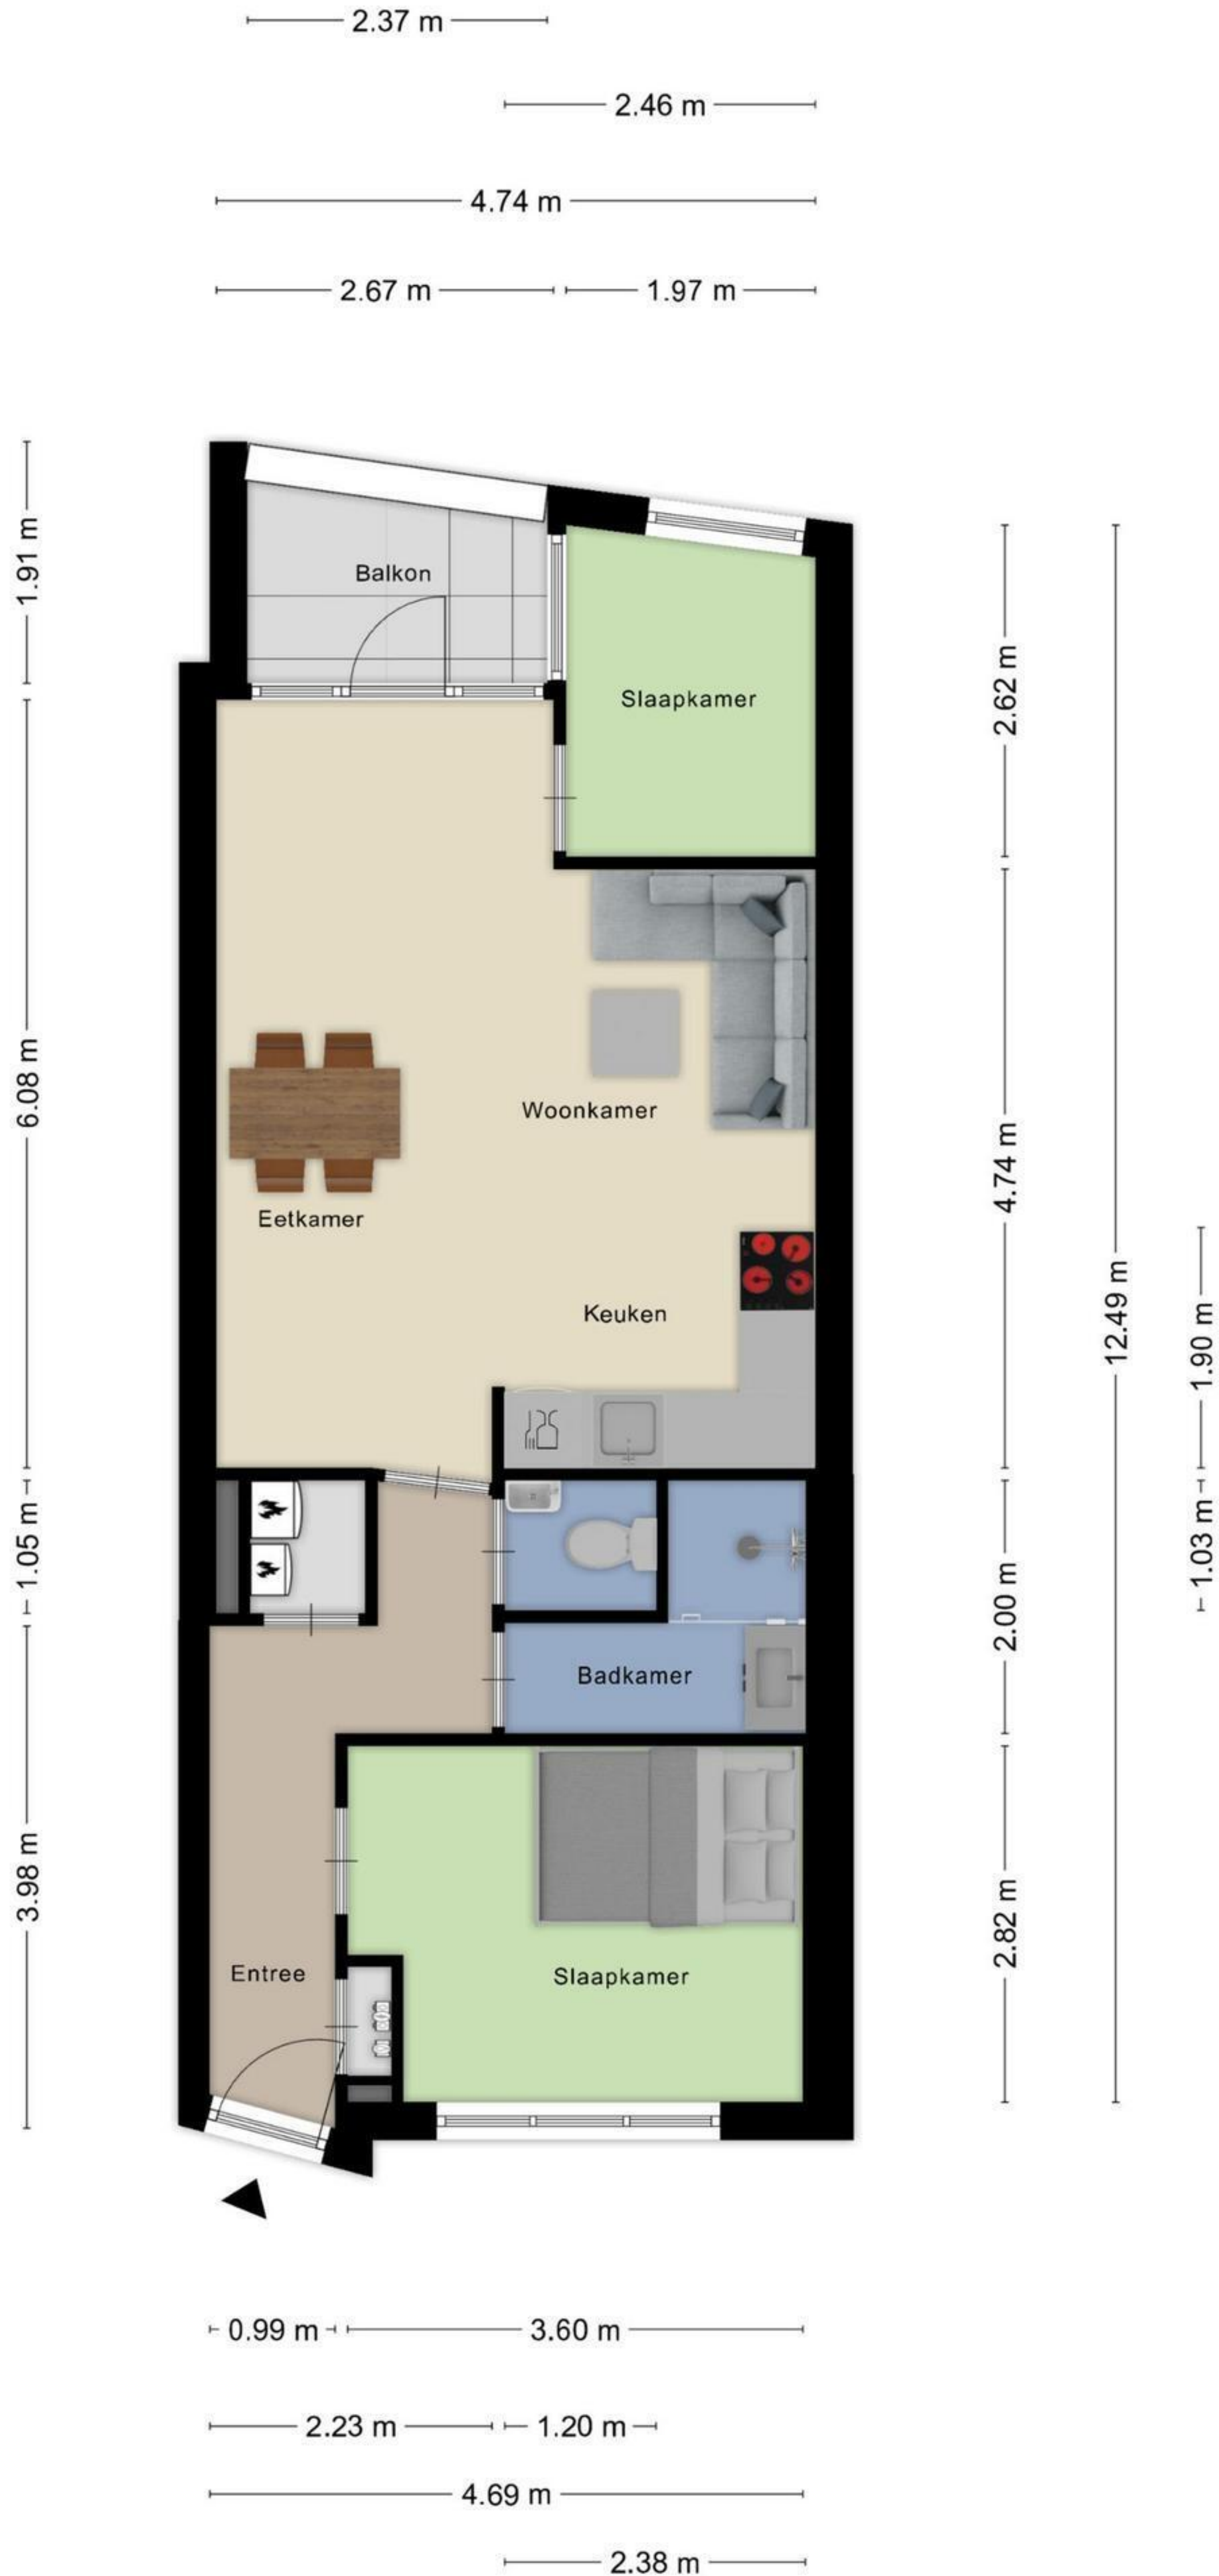 2.37 m
2.46 m
4.74 m
2.67 m
1.97 m
1.91 m
Balkon
2.62 m
Slaapkamer
6.08 m
Woonkamer
4.74 m
Eetkamer
12.49 m
Keuken
1.90 m
1.05 m
1.03 m
2.00 m
Badkamer
3.98 m
2.82 m
Entree
Slaapkamer
0.99 m
3.60 m
2.23 m
1.20 m
4.69 m
2.38 m